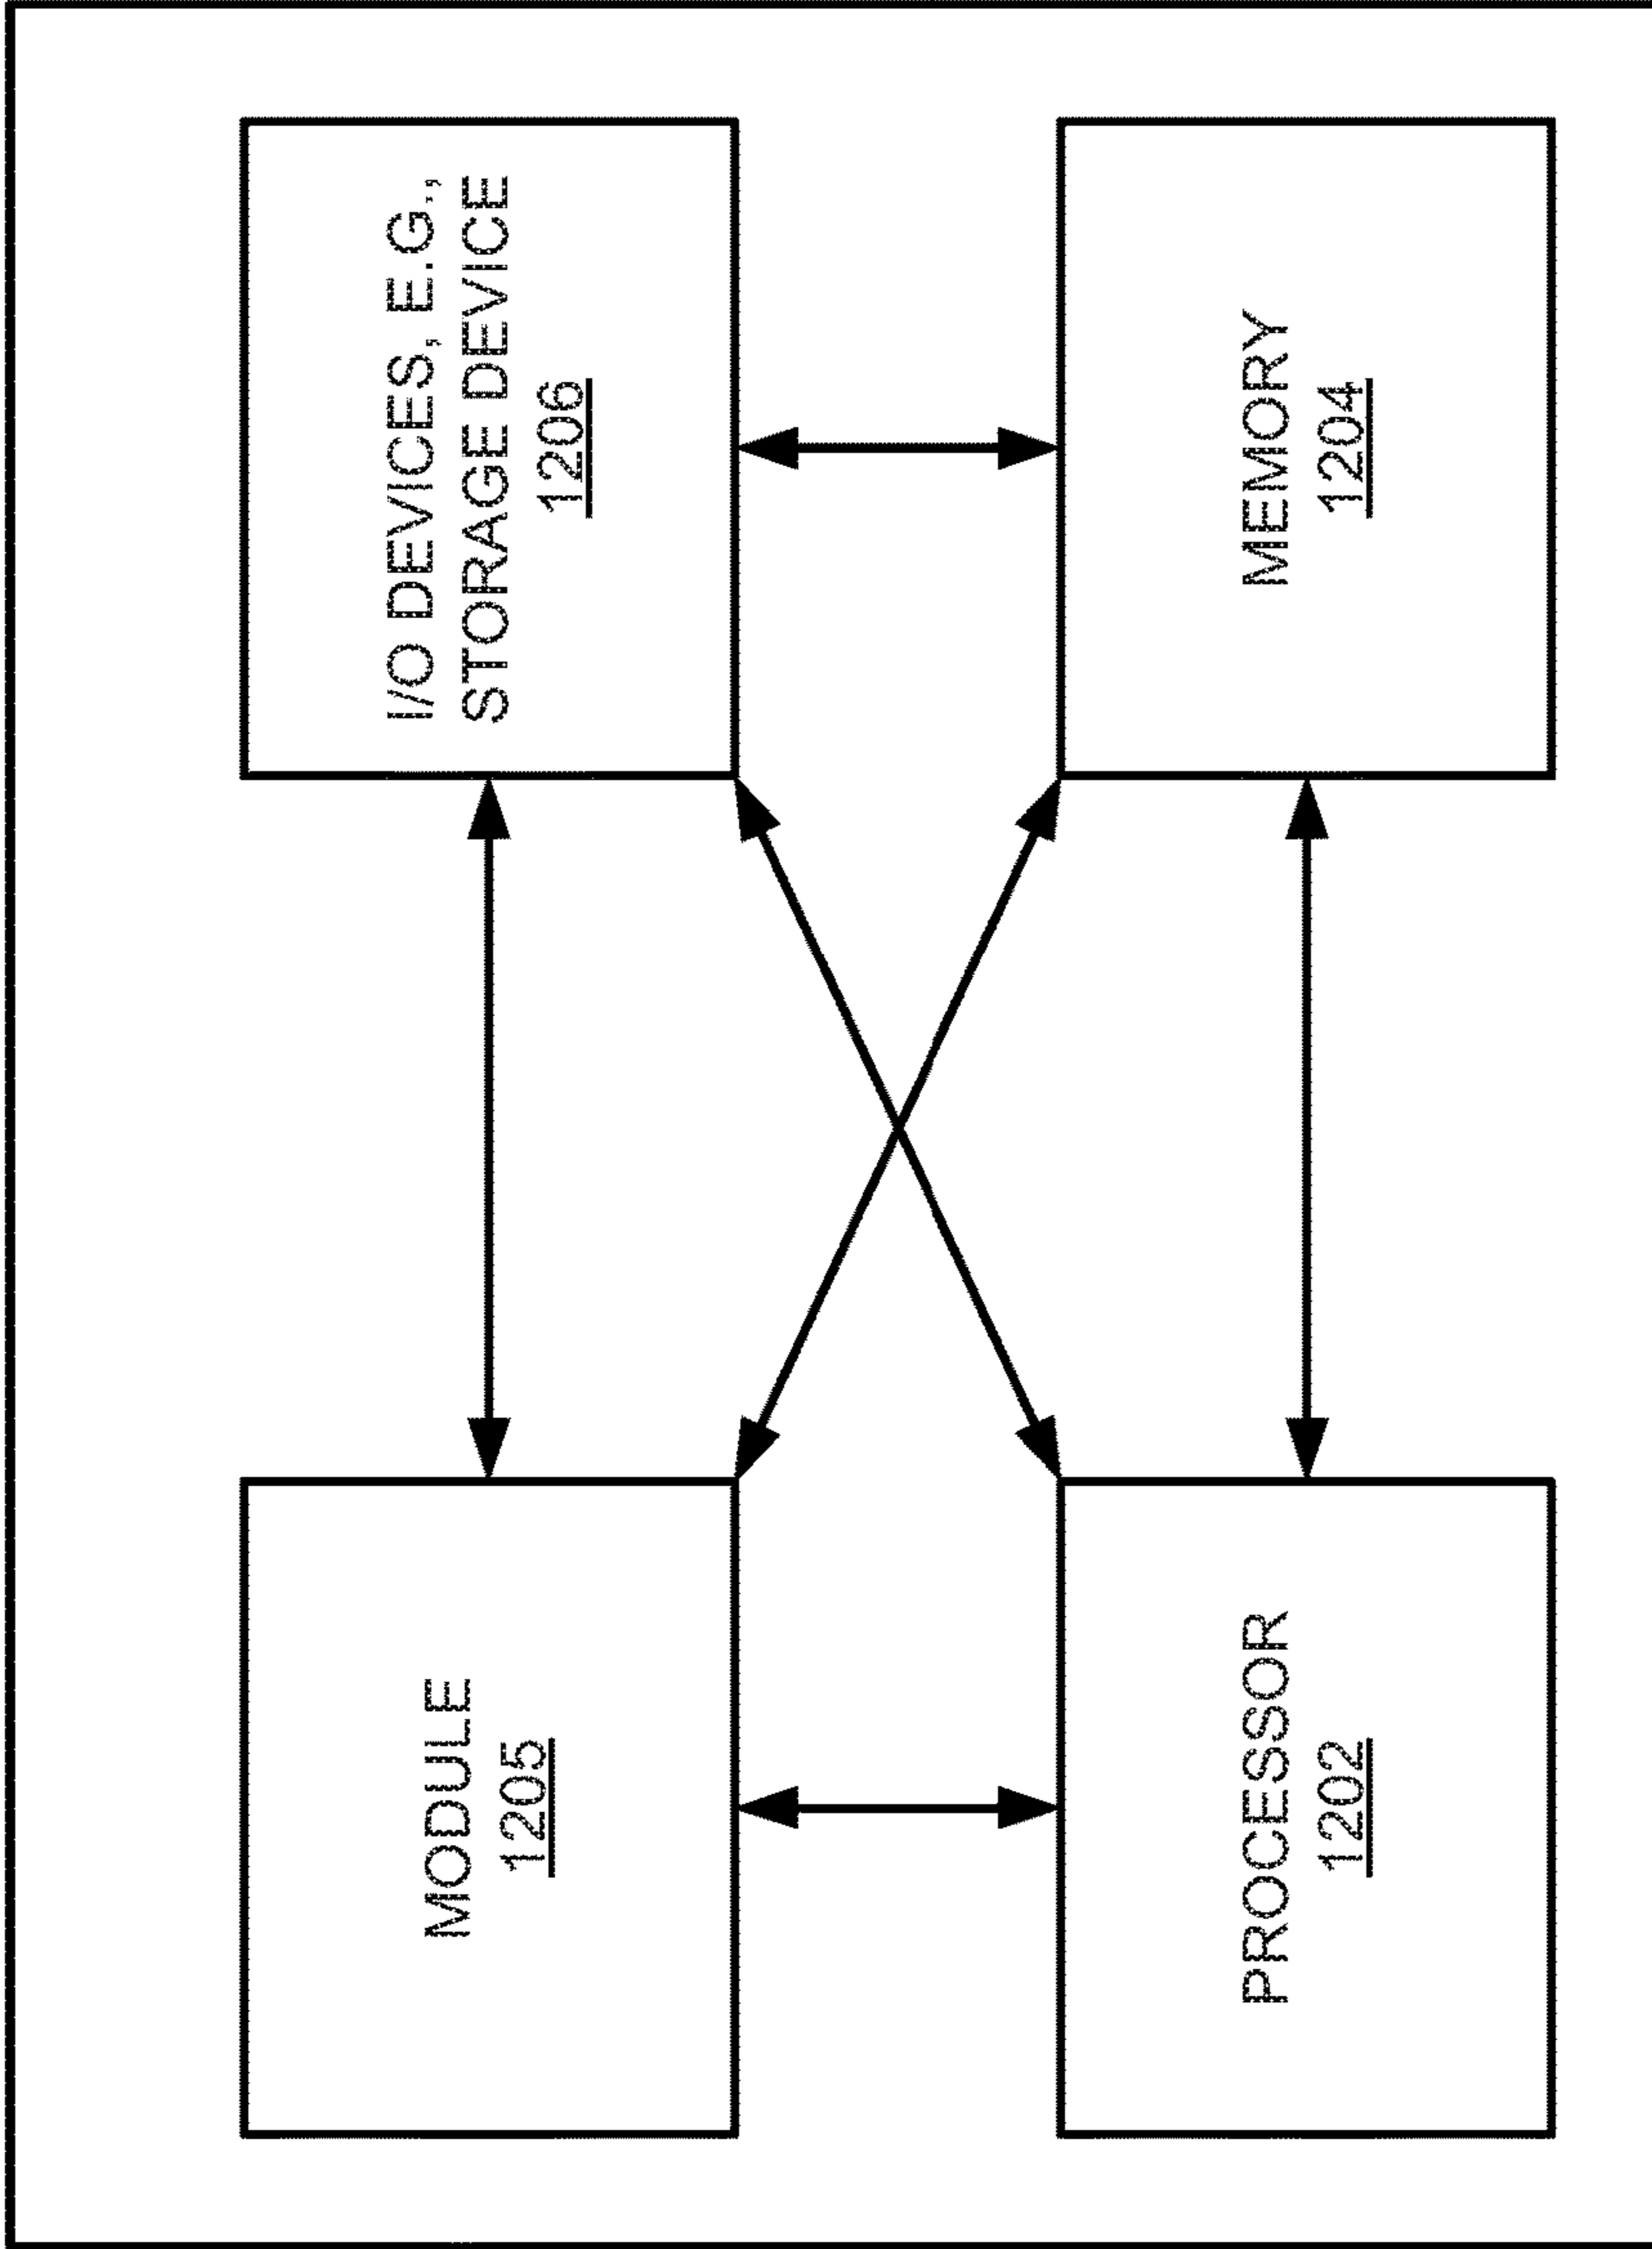 MODULE
1205
I/O DEVICES, E.G.,
STORAGE DEVICE
1206
PROCESSOR
1202
MEMORY
1204